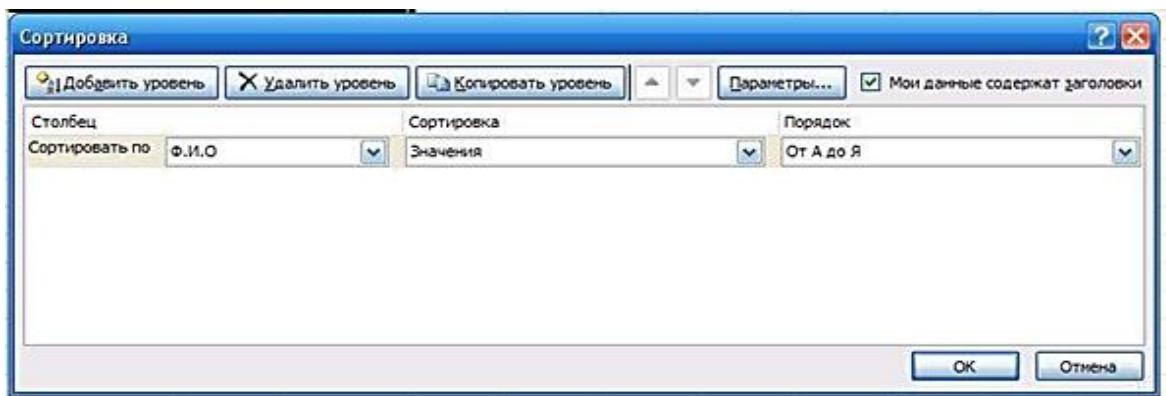 Сортировка
Добавить уровень Удалить уровень Копировать уровень Параметры... Мои данные содержат заголовки
Столбец Сортировка Порядок
Сортировать по Ф.И.О Значения От А до Я
ОК Отмена